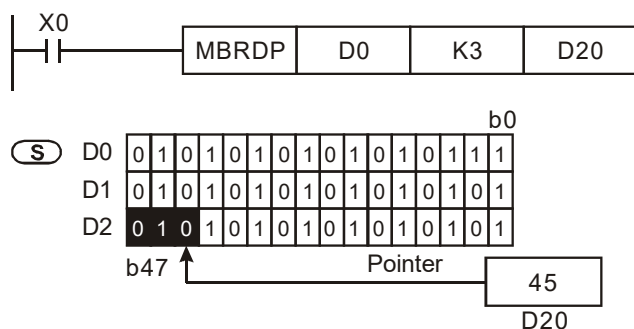 X0
MBRDP D0 K3 D20
b0
S D0 0 1 0 1 0 1 0 1 0 1 0 1 0 1 1 1
D1 0 1 0 1 0 1 0 1 0 1 0 1 0 1 0 1
D2 0 1 0 1 0 1 0 1 0 1 0 1 0 1 0 1
b47 Pointer
45
D20